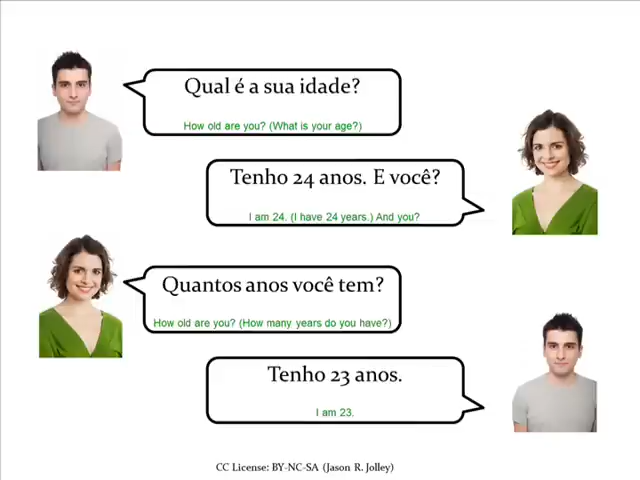 Qual é a sua idade?
How old are you? (What is your age?)
Tenho 24 anos. E você?
I am 24. (I have 24 years.) And you?
Quantos anos você tem?
How old are you? (How many years do you have?)
Tenho 23 anos.
I am 23.
CC License: BY-NC-SA (Jason R. Jolley)